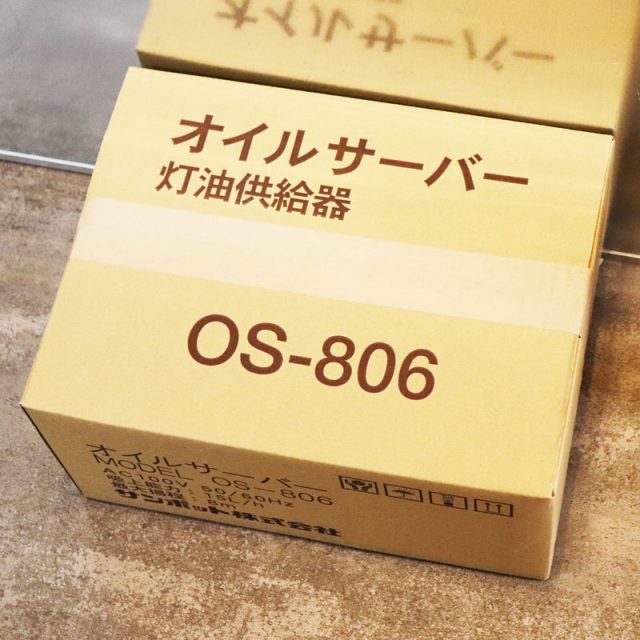 オイルサーバー
灯油供給器
OS-806
オイルサーバー
MODEL OS-806
100V 50/60Hz
サンポット株式会社